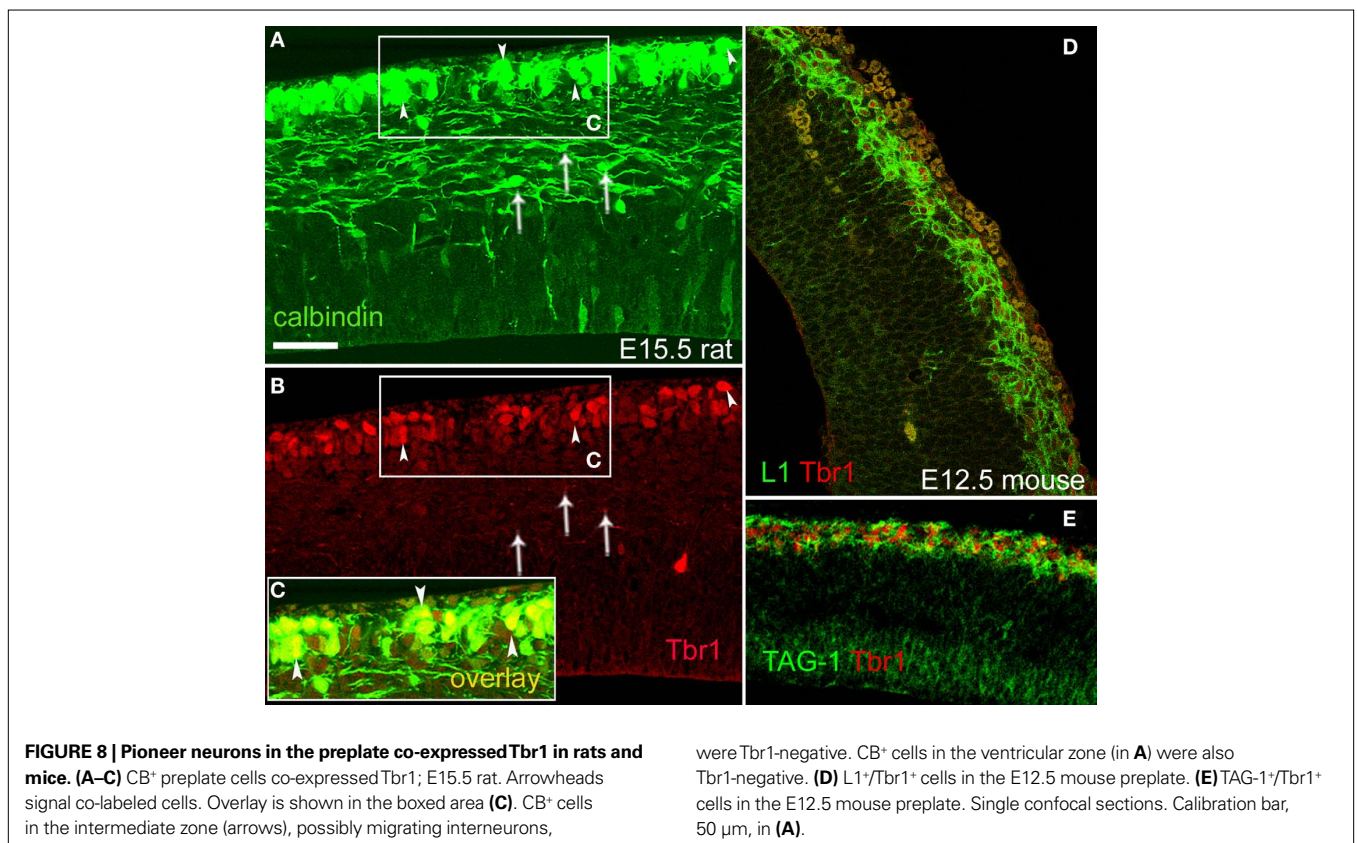 A
C
calbindin
E15.5 rat
B
C
C
overlay
Tbr1
D
L1 Tbr1
E12.5 mouse
E
TAG-1 Tbr1
FIGURE 8 | Pioneer neurons in the preplate co-expressed Tbr1 in rats and
mice. (A–C) CB⁺ preplate cells co-expressed Tbr1; E15.5 rat. Arrowheads
signal co-labeled cells. Overlay is shown in the boxed area (C). CB⁺ cells
in the intermediate zone (arrows), possibly migrating interneurons,
were Tbr1-negative. CB⁺ cells in the ventricular zone (in A) were also
Tbr1-negative. (D) L1⁺/Tbr1⁺ cells in the E12.5 mouse preplate. (E) TAG-1⁺/Tbr1⁺
cells in the E12.5 mouse preplate. Single confocal sections. Calibration bar,
50 μm, in (A).